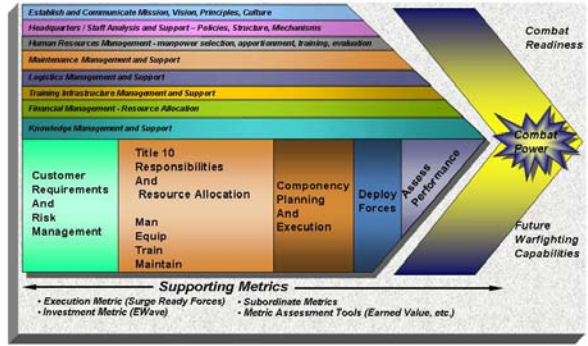 Establish and Communicate Mission, Vision, Principles, Culture
Headquarters / Staff Analysis and Support – Policies, Structure, Mechanisms
Human Resources Management - manpower selection, apportionment, training, evaluation
Maintenance Management and Support
Logistics Management and Support
Training Infrastructure Management and Support
Financial Management - Resource Allocation
Knowledge Management and Support
Customer
Requirements
And
Risk
Management
Title 10
Responsibilities
And
Resource Allocation
Man
Equip
Train
Maintain
Componency
Planning
And
Execution
Deploy
Forces
Assess
Performance
Combat
Readiness
Combat
Power
Future
Warfighting
Capabilities
Supporting Metrics
• Execution Metric (Surge Ready Forces)
• Investment Metric (EWave)
• Subordinate Metrics
• Metric Assessment Tools (Earned Value, etc.)